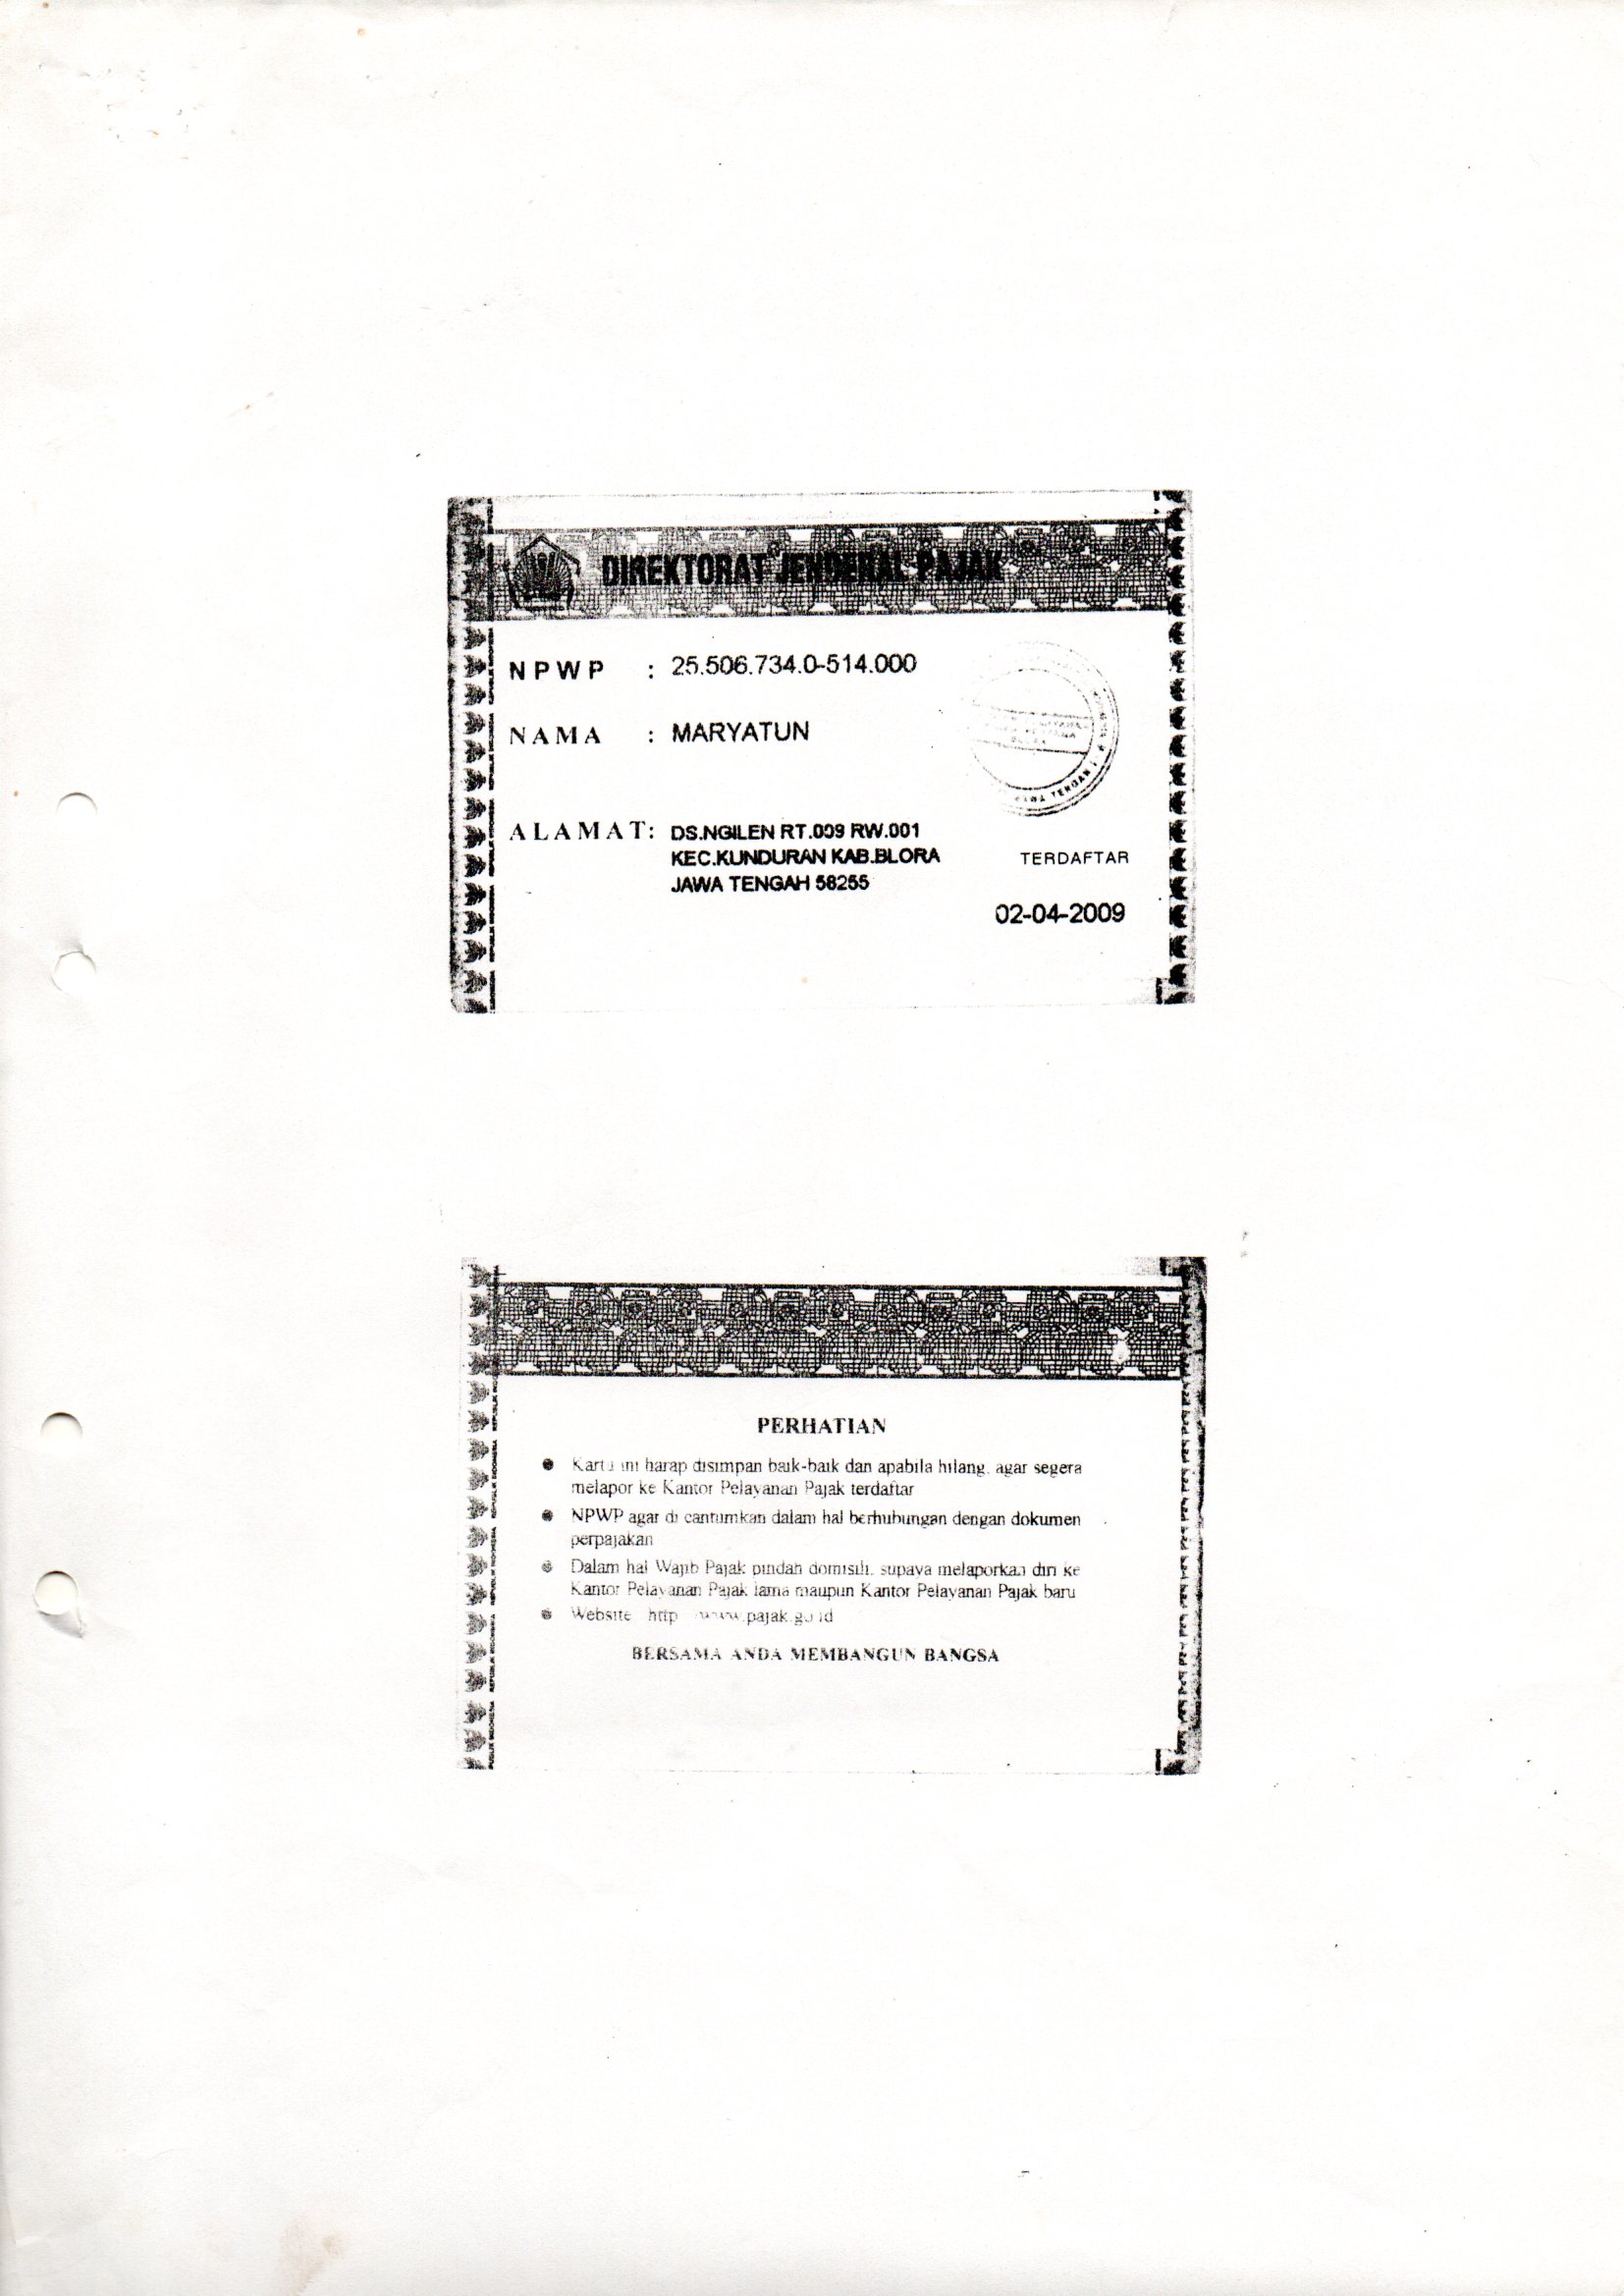 DIREKTORAT JENDERAL PAJAK
NPWP : 25.506.734.0-514.000
NAMA : MARYATUN
ALAMAT: DS.NGILEN RT.009 RW.001
KEC.KUNDURAN KAB.BLORA
JAWA TENGAH 58255
TERDAFTAR
02-04-2009
JAWA TENGAH I
PERHATIAN
Kartu ini harap disimpan baik-baik dan apabila hilang, agar segera
melapor ke Kantor Pelayanan Pajak terdaftar
NPWP agar di cantumkan dalam hal berhubungan dengan dokumen
perpajakan
Dalam hal Wajib Pajak pindah domisili, supaya melaporkan diri ke
Kantor Pelayanan Pajak lama maupun Kantor Pelayanan Pajak baru
Website http www.pajak.go.id
BERSAMA ANDA MEMBANGUN BANGSA